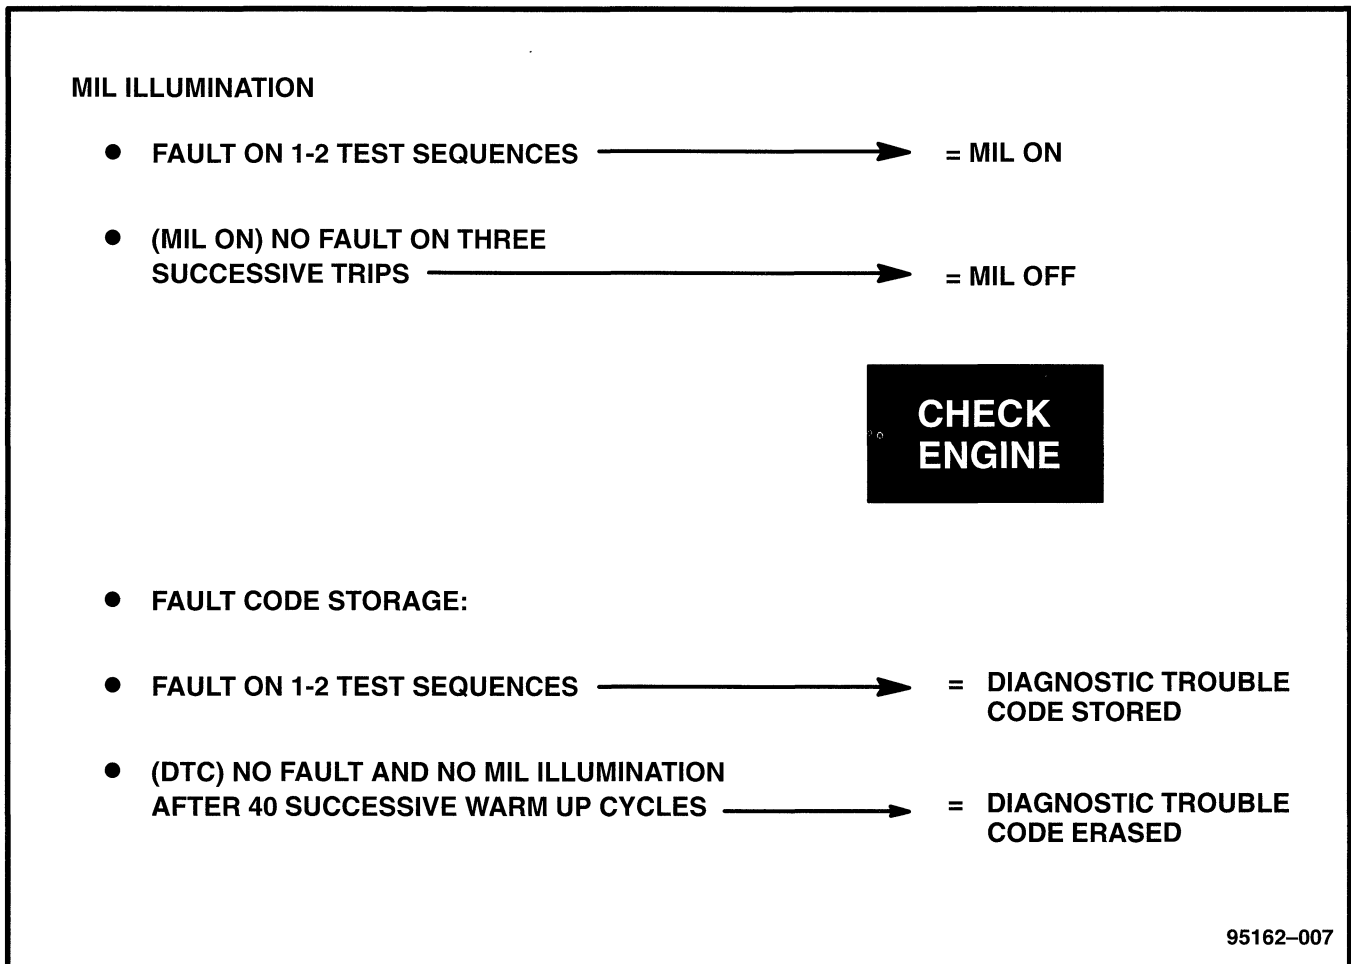 MIL ILLUMINATION
● FAULT ON 1-2 TEST SEQUENCES = MIL ON
● (MIL ON) NO FAULT ON THREE
SUCCESSIVE TRIPS = MIL OFF
CHECK
ENGINE
● FAULT CODE STORAGE:
● FAULT ON 1-2 TEST SEQUENCES = DIAGNOSTIC TROUBLE
CODE STORED
● (DTC) NO FAULT AND NO MIL ILLUMINATION
AFTER 40 SUCCESSIVE WARM UP CYCLES = DIAGNOSTIC TROUBLE
CODE ERASED
95162–007